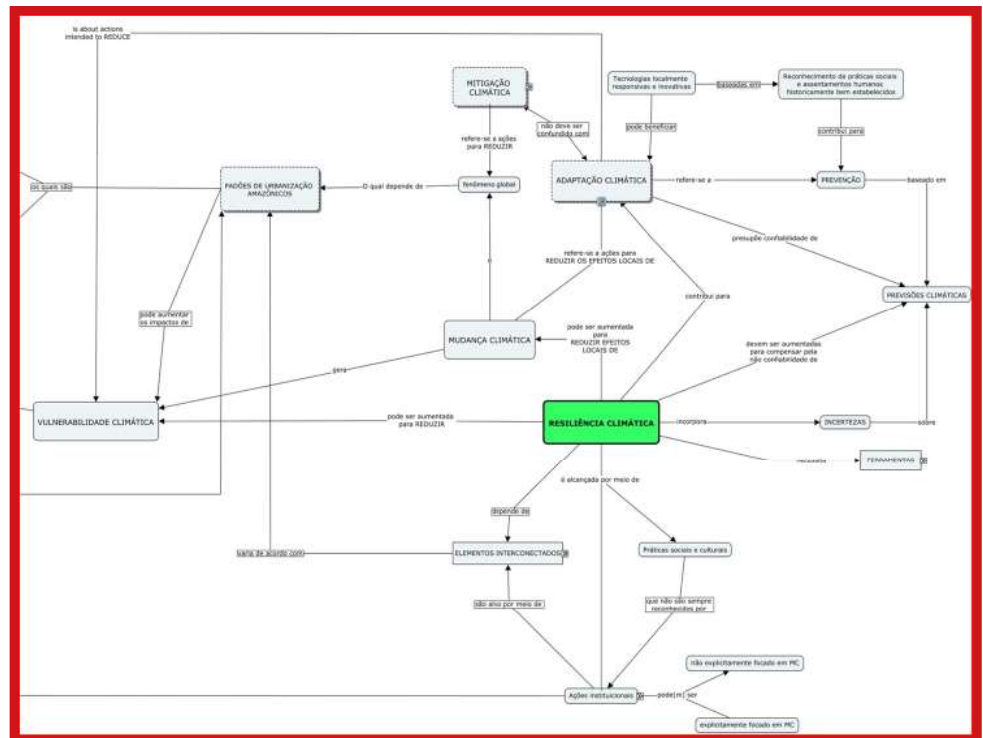 is about actions
intended to REDUCE
MITIGAÇÃO
CLIMÁTICA
Tecnologias localmente
responsivas e inovativas
baseadas em
Reconhecimento de práticas sociais
e assentamentos humanos
historicamente bem estabelecidos
não deve ser
confundida com
pode beneficiar
contribui para
refere-se a ações
para REDUZIR
os quais são
PADÕES DE URBANIZAÇÃO
AMAZÔNICOS
O qual depende de
fenômeno global
ADAPTAÇÃO CLIMÁTICA
refere-se a
PREVENÇÃO
baseado em
presupõe confiabilidade de
refere-se a ações para
REDUZIR OS EFEITOS LOCAIS DE
contribui para
PREVISÕES CLIMÁTICAS
pode aumentar
os impactos de
MUDANÇA CLIMÁTICA
pode ser aumentada
para
REDUZIR EFEITOS
LOCAIS DE
devem ser aumentadas
para compensar pela
não confiabilidade de
gera
VULNERABILIDADE CLIMÁTICA
pode ser aumentada
para REDUZIR
RESILIÊNCIA CLIMÁTICA
incorpora
INCERTEZAS
sobre
FERRAMENTAS
é alcançada por meio de
depende de
varia de acordo com
ELEMENTOS INTERCONECTADOS
Práticas sociais e culturais
são alvo por meio de
que não são sempre
reconhecidos por
não explicitamente focado em MC
Ações instituicionais
pode[m] ser
explicitamente focado em MC